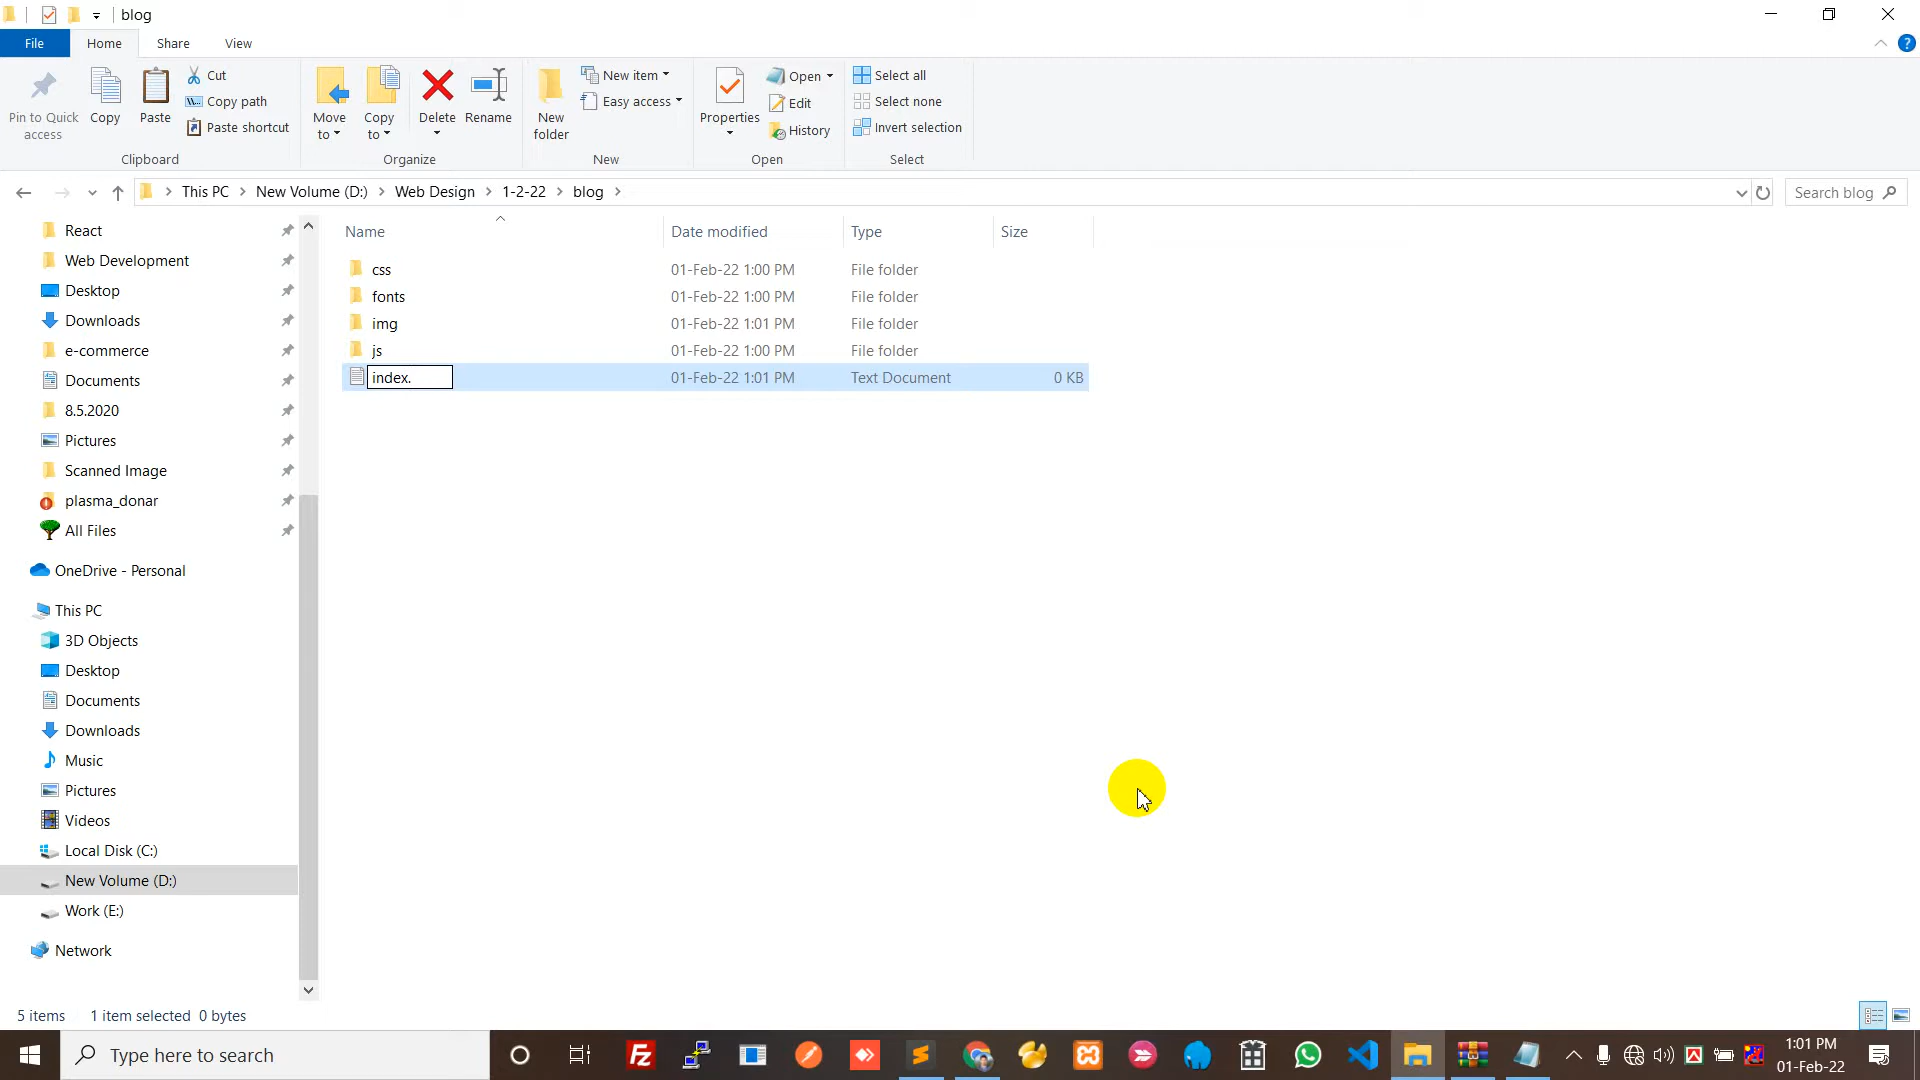 blog
File Home Share View
Pin to Quick access
Copy
Paste
Cut
Copy path
Paste shortcut
Clipboard
Move to
Copy to
Delete
Rename
Organize
New folder
New item
Easy access
New
Properties
Open
Edit
History
Open
Select all
Select none
Invert selection
Select
This PC New Volume (D:) Web Design 1-2-22 blog
Search blog
React
Web Development
Desktop
Downloads
e-commerce
Documents
8.5.2020
Pictures
Scanned Image
plasma_donar
All Files
OneDrive - Personal
This PC
3D Objects
Desktop
Documents
Downloads
Music
Pictures
Videos
Local Disk (C:)
New Volume (D:)
Work (E:)
Network
Name Date modified Type Size
css 01-Feb-22 1:00 PM File folder
fonts 01-Feb-22 1:00 PM File folder
img 01-Feb-22 1:01 PM File folder
js 01-Feb-22 1:00 PM File folder
index. 01-Feb-22 1:01 PM Text Document 0 KB
5 items 1 item selected 0 bytes
Type here to search
1:01 PM
01-Feb-22